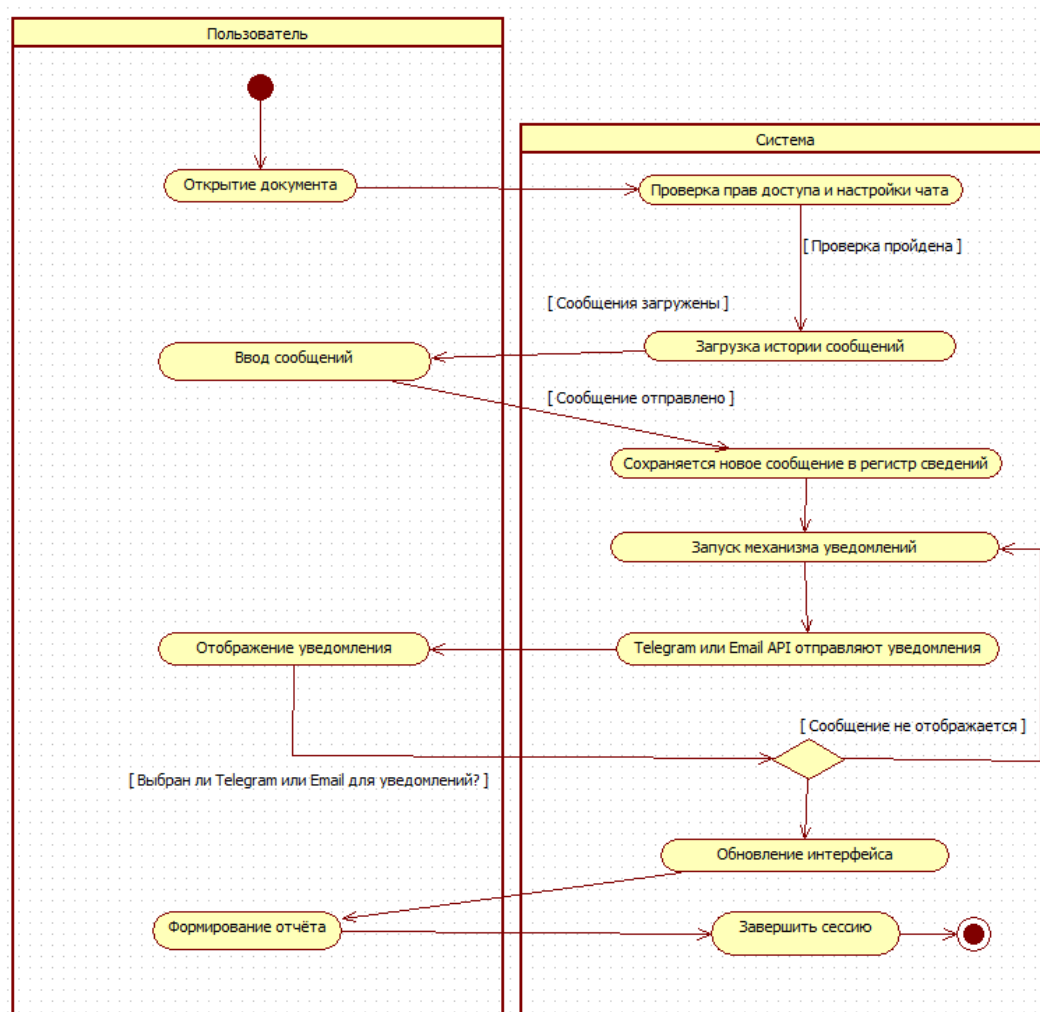 Пользователь
Система
Открытие документа
Проверка прав доступа и настройки чата
[ Проверка пройдена ]
[ Сообщения загружены ]
Загрузка истории сообщений
Ввод сообщений
[ Сообщение отправлено ]
Сохраняется новое сообщение в регистр сведений
Запуск механизма уведомлений
Отображение уведомления
Telegram или Email API отправляют уведомления
[ Сообщение не отображается ]
[ Выбран ли Telegram или Email для уведомлений? ]
Обновление интерфейса
Формирование отчёта
Завершить сессию